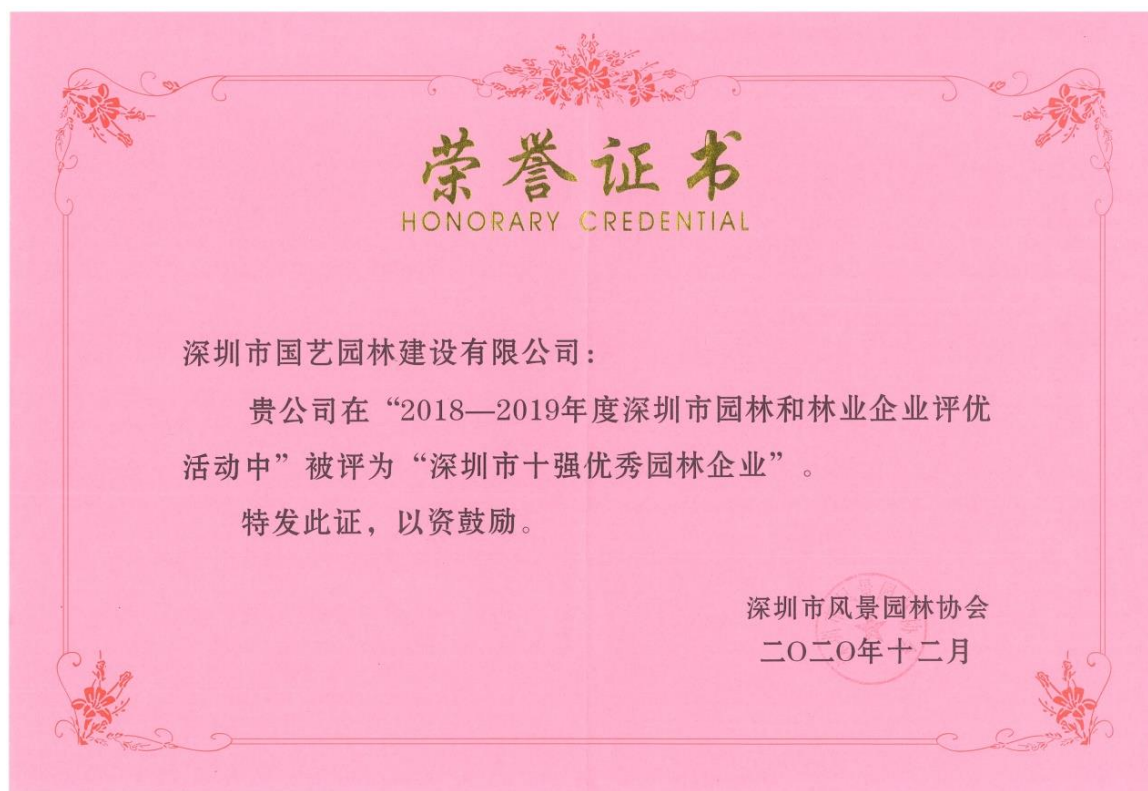 荣誉证书
HONORARY CREDENTIAL
深圳市国艺园林建设有限公司：
贵公司在“2018—2019年度深圳市园林和林业企业评优
活动中”被评为“深圳市十强优秀园林企业”。
特发此证，以资鼓励。
深圳市风景园林协会
二〇二〇年十二月